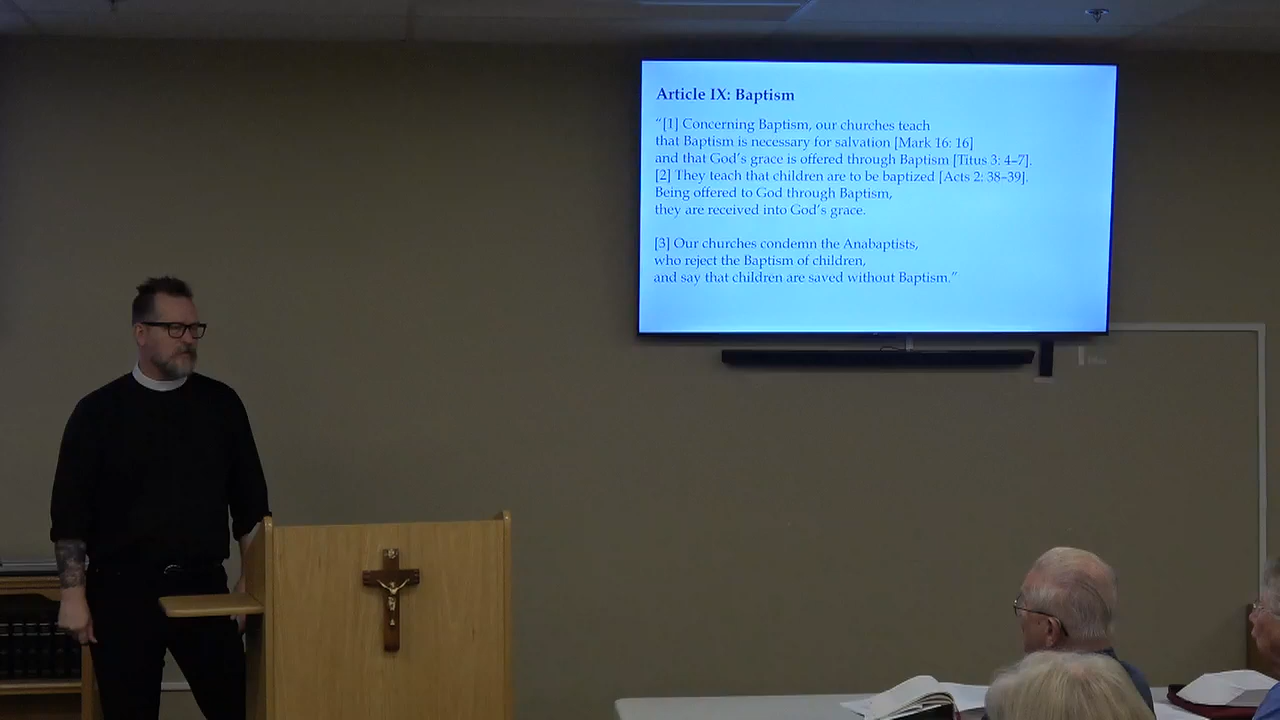 Article IX: Baptism
“[1] Concerning Baptism, our churches teach
that Baptism is necessary for salvation [Mark 16: 16]
and that God’s grace is offered through Baptism [Titus 3: 4–7].
[2] They teach that children are to be baptized [Acts 2: 38–39].
Being offered to God through Baptism,
they are received into God’s grace.
[3] Our churches condemn the Anabaptists,
who reject the Baptism of children,
and say that children are saved without Baptism.”